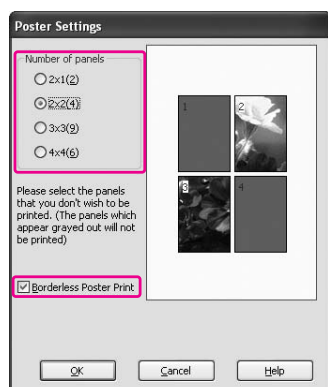 Poster Settings
Number of panels
2x1(2)
2x2(4)
3x3(9)
4x4(6)
Please select the panels
that you don't wish to be
printed. (The panels which
appear grayed out will not
be printed)
Borderless Poster Print
1
2
3
4
OK
Cancel
Help